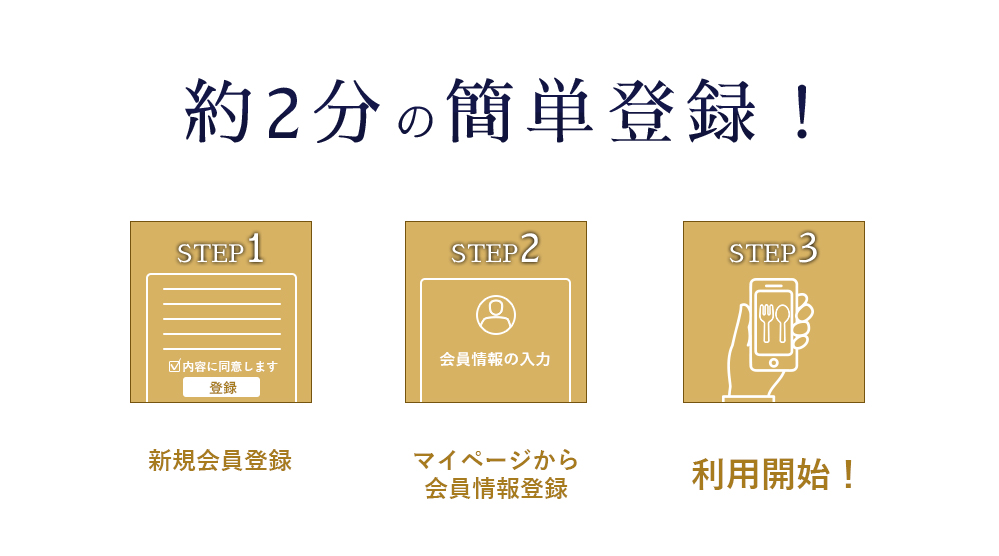 約2分の簡単登録！
STEP1
内容に同意します
登録
新規会員登録
STEP2
会員情報の入力
マイページから
会員情報登録
STEP3
利用開始！